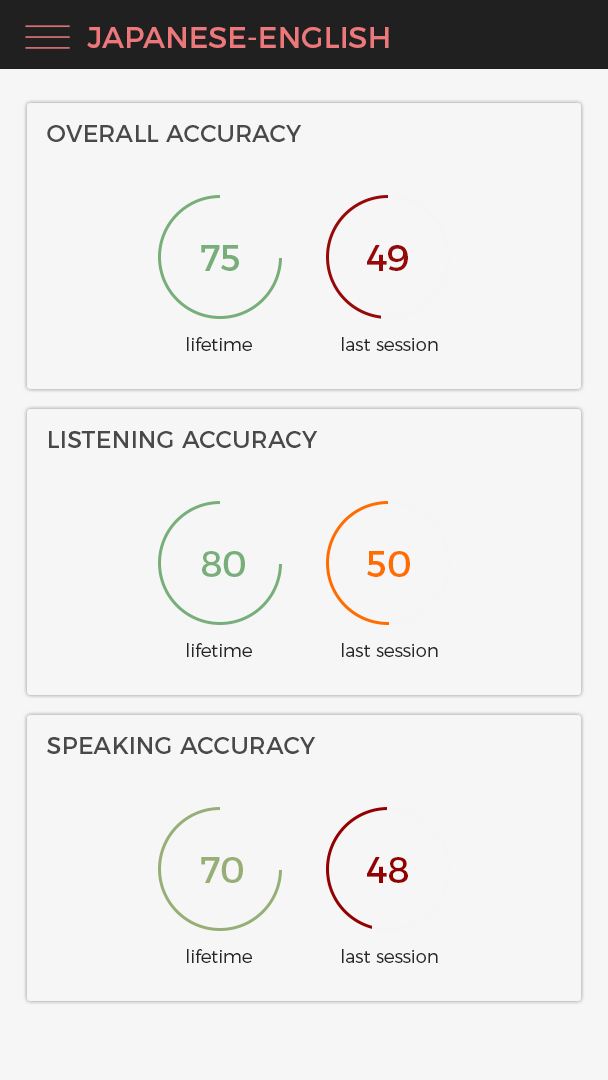 JAPANESE-ENGLISH
OVERALL ACCURACY
75
49
lifetime
last session
LISTENING ACCURACY
80
50
lifetime
last session
SPEAKING ACCURACY
70
48
lifetime
last session